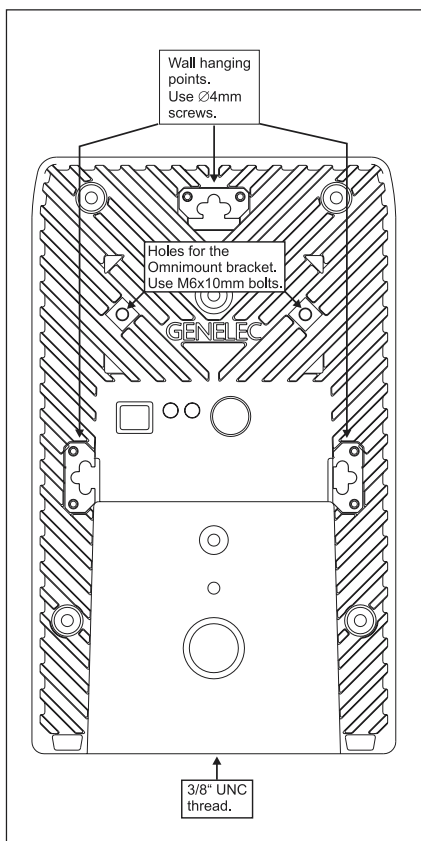 Wall hanging
points.
Use ∅4mm
screws.
Holes for the
Omnimount bracket.
Use M6x10mm bolts.
GENELEC
3/8“ UNC
thread.